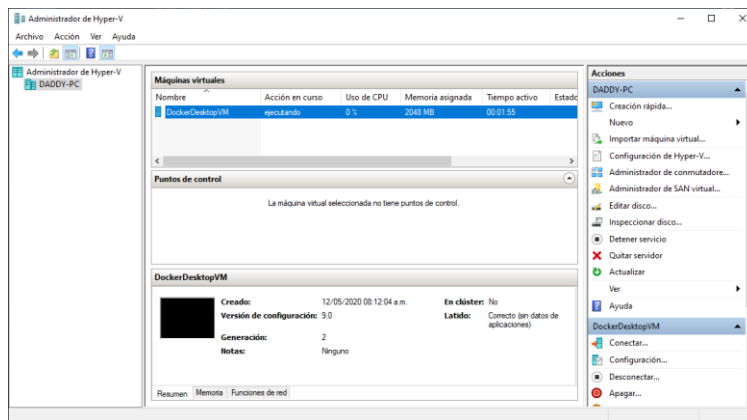 Administrador de Hyper-V
Archivo Acción Ver Ayuda
Administrador de Hyper-V
DADDY-PC
Máquinas virtuales
Nombre Acción en curso Uso de CPU Memoria asignada Tiempo activo Estado
DockerDesktopVM ejecutando 0 % 2048 MB 00:01:55
Puntos de control
La máquina virtual seleccionada no tiene puntos de control.
DockerDesktopVM
Creado: 12/05/2020 08:12:04 a.m. En clúster: No
Versión de configuración: 9.0 Latido: Correcto (sin datos de
aplicaciones)
Generación: 2
Notas: Ninguno
Resumen Memoria Funciones de red
Acciones
DADDY-PC
Creación rápida...
Nuevo
Importar máquina virtual...
Configuración de Hyper-V...
Administrador de conmutadore...
Administrador de SAN virtual...
Editar disco...
Inspeccionar disco...
Detener servicio
Quitar servidor
Actualizar
Ver
Ayuda
DockerDesktopVM
Conectar...
Configuración...
Desconectar...
Apagar...